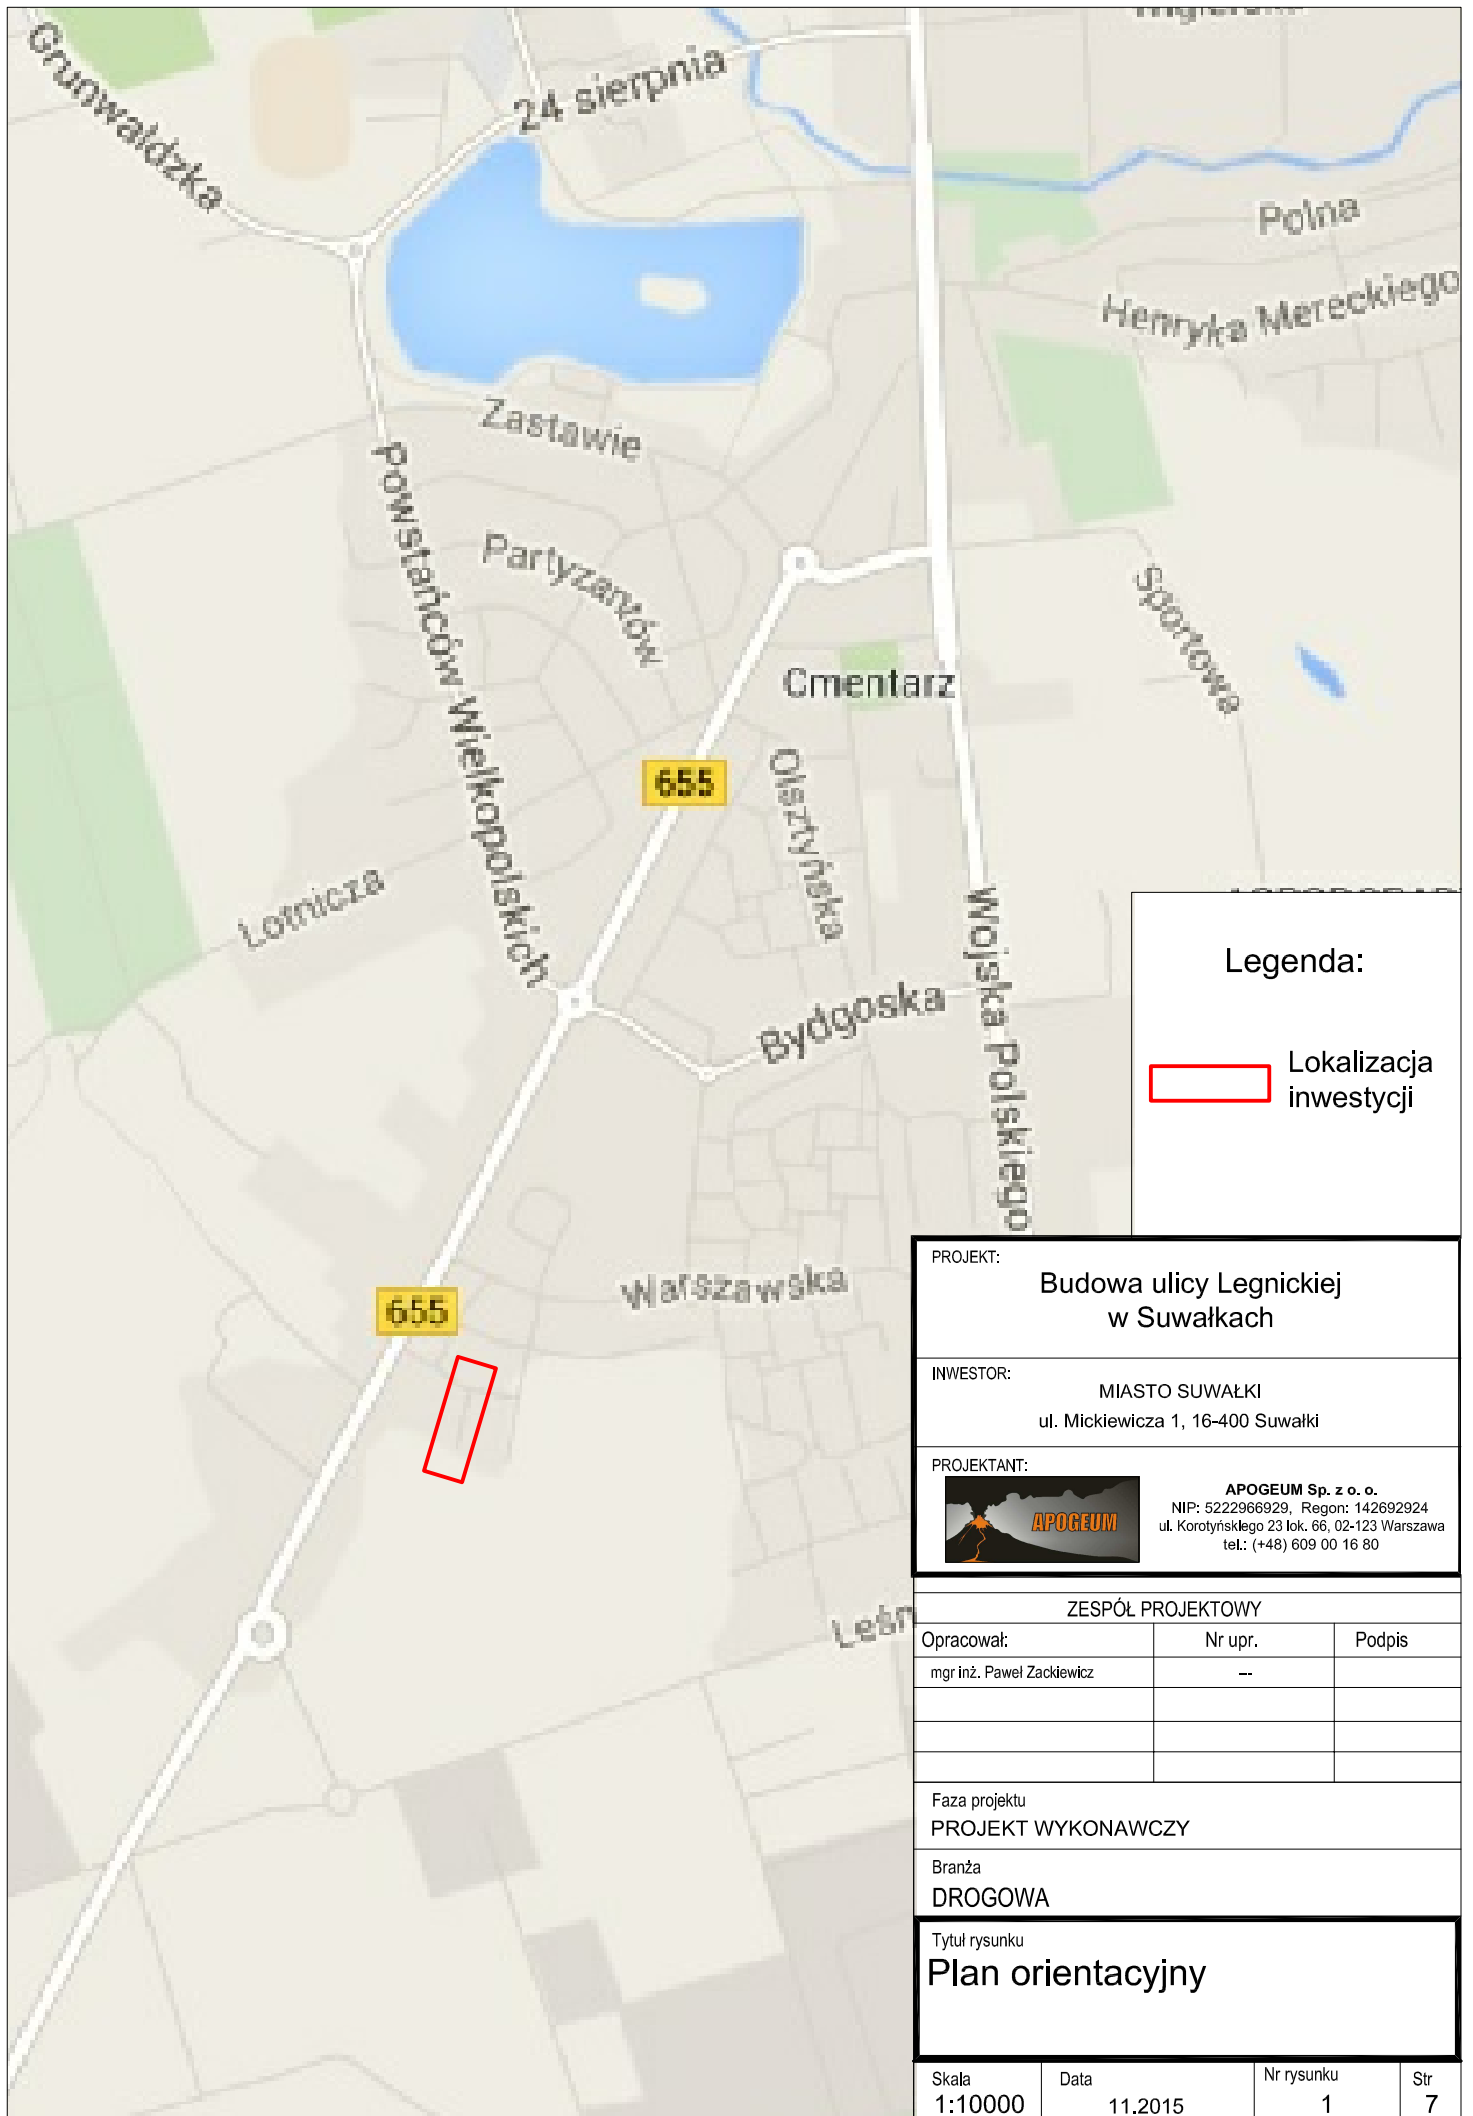 Grunwaldzka
24 sierpnia
Polna
Henryka Mereckiego
Zastawie
Powstańców Wielkopolskich
Partyzantów
Sportowa
Cmentarz
655
Olsztyńska
Lotnicza
Wojska Polskiego
Bydgoska
Warszawska
655
Legenda:
Lokalizacja
inwestycji
PROJEKT:
Budowa ulicy Legnickiej
w Suwałkach
INWESTOR:
MIASTO SUWAŁKI
ul. Mickiewicza 1, 16-400 Suwałki
PROJEKTANT:
APOGEUM
APOGEUM Sp. z o. o.
NIP: 5222966929, Regon: 142692924
ul. Korotyńskiego 23 lok. 66, 02-123 Warszawa
tel.: (+48) 609 00 16 80
ZESPÓŁ PROJEKTOWY
Opracował: Nr upr. Podpis
mgr inż. Paweł Zackiewicz --
Faza projektu
PROJEKT WYKONAWCZY
Branża
DROGOWA
Tytuł rysunku
Plan orientacyjny
Skala Data Nr rysunku Str
1:10000 11.2015 1 7